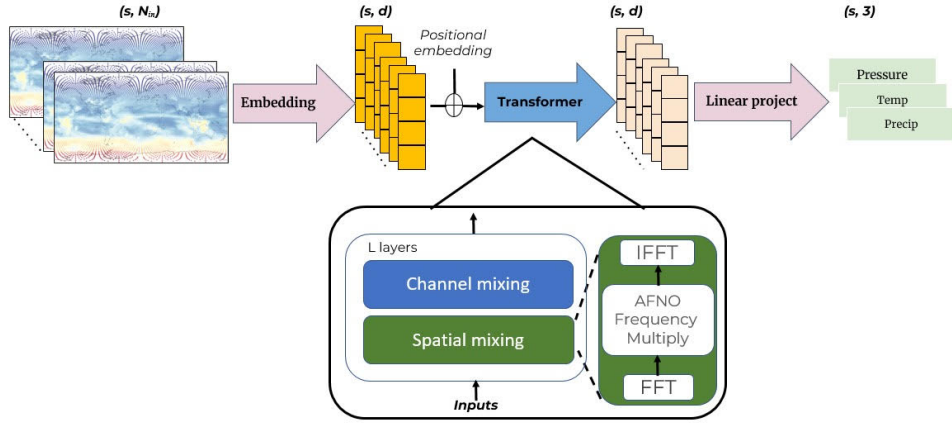 (s, Nᵢₙ)
(s, d)
(s, d)
(s, 3)
Positional
embedding
Embedding
Transformer
Linear project
Pressure
Temp
Precip
L layers
Channel mixing
Spatial mixing
Inputs
IFFT
AFNO
Frequency
Multiply
FFT